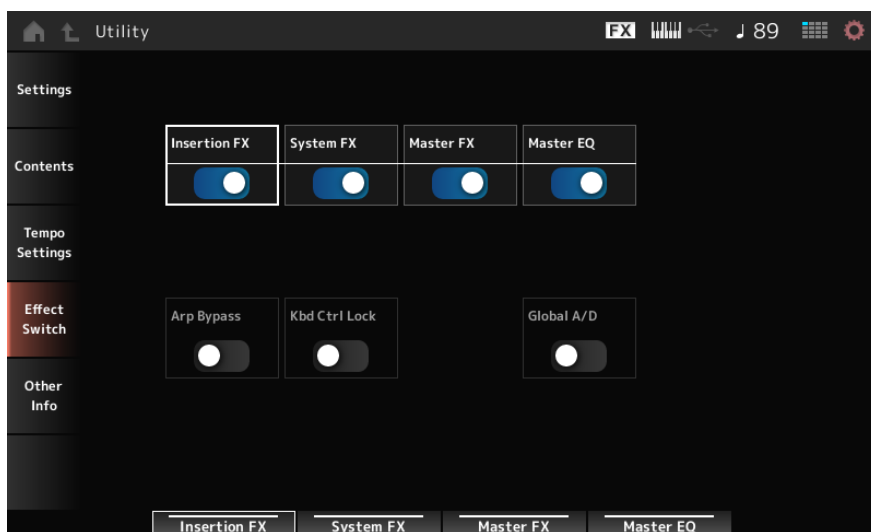 Utility
FX
89
Settings
Contents
Tempo
Settings
Effect
Switch
Other
Info
Insertion FX
System FX
Master FX
Master EQ
Arp Bypass
Kbd Ctrl Lock
Global A/D
Insertion FX
System FX
Master FX
Master EQ